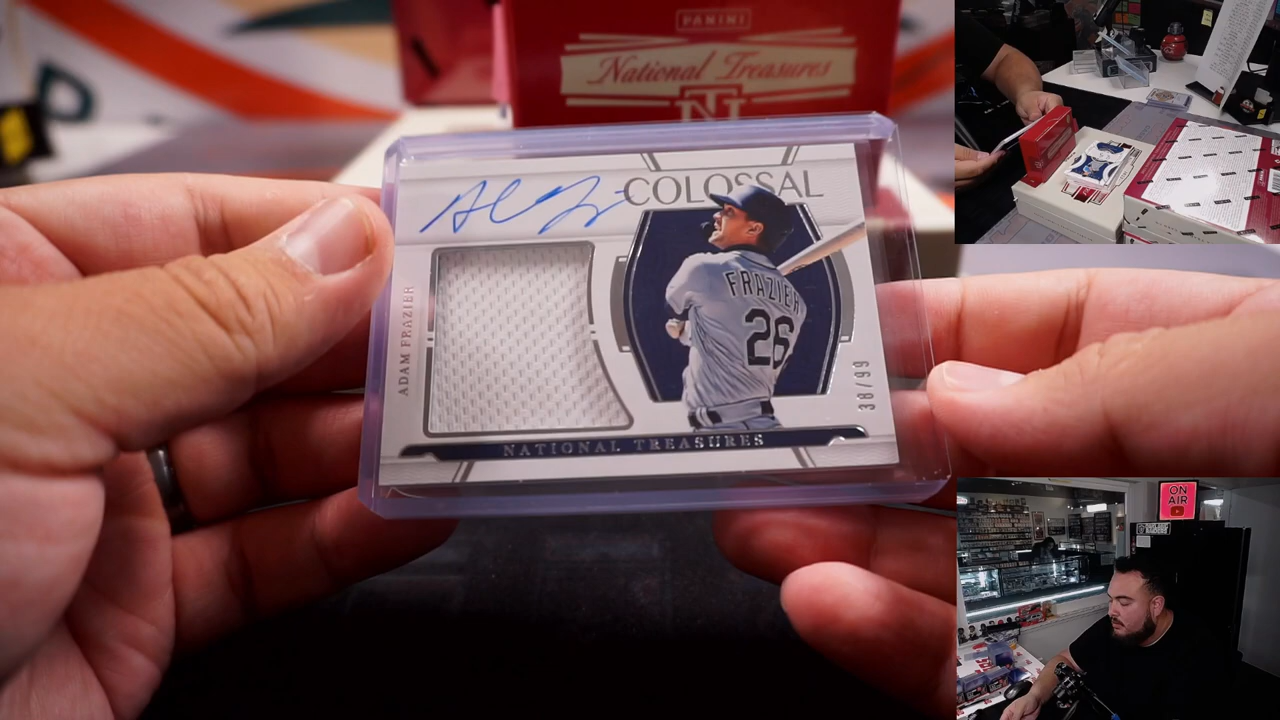 PANINI
National Treasures
NT
COLOSSAL
ADAM FRAZIER
FRAZIER
26
38/99
NATIONAL TREASURES
ON
AIR